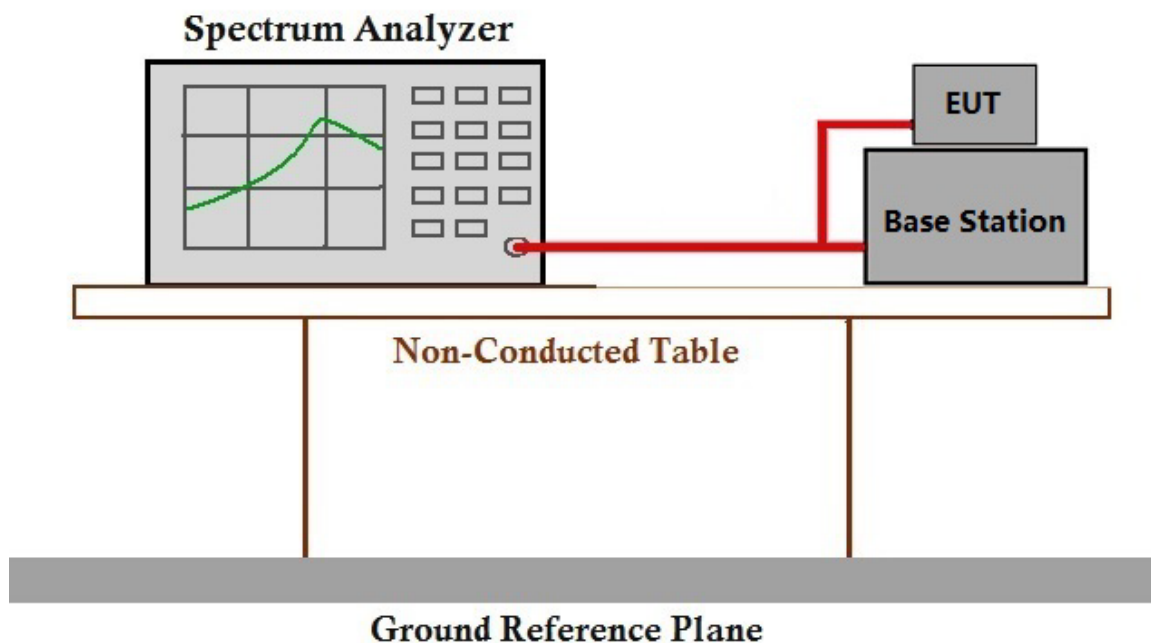 Spectrum Analyzer
EUT
Base Station
Non-Conducted Table
Ground Reference Plane